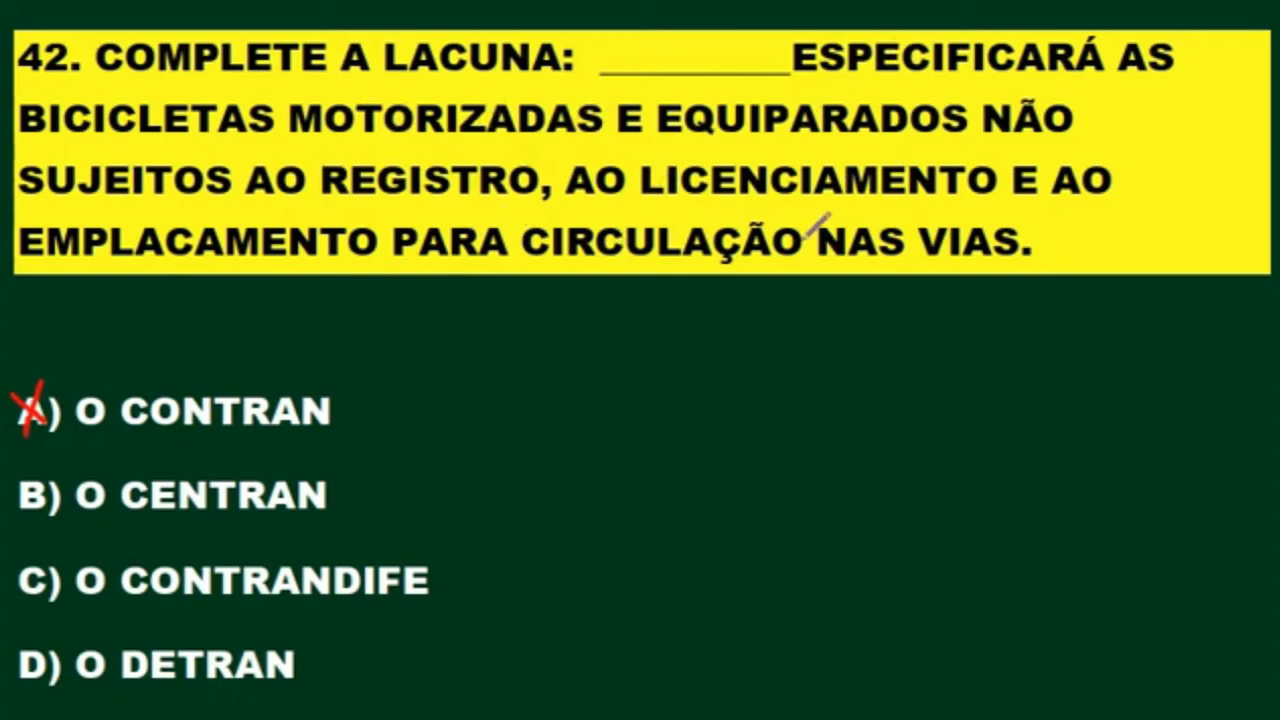 42. COMPLETE A LACUNA: __________ESPECIFICARÁ AS
BICICLETAS MOTORIZADAS E EQUIPARADOS NÃO
SUJEITOS AO REGISTRO, AO LICENCIAMENTO E AO
EMPLACAMENTO PARA CIRCULAÇÃO NAS VIAS.
A) O CONTRAN
B) O CENTRAN
C) O CONTRANDIFE
D) O DETRAN